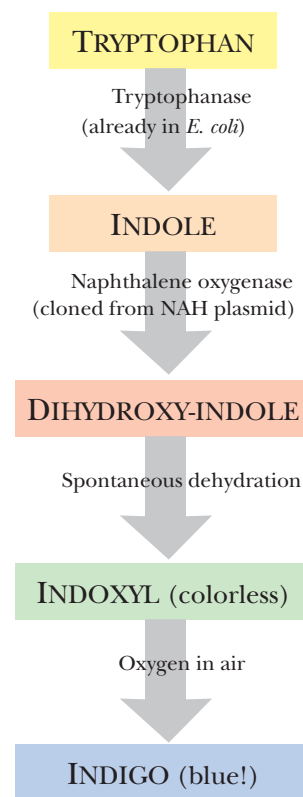 TRYPTOPHAN
Tryptophanase
(already in E. coli)
INDOLE
Naphthalene oxygenase
(cloned from NAH plasmid)
DIHYDROXY-INDOLE
Spontaneous dehydration
INDOXYL (colorless)
Oxygen in air
INDIGO (blue!)